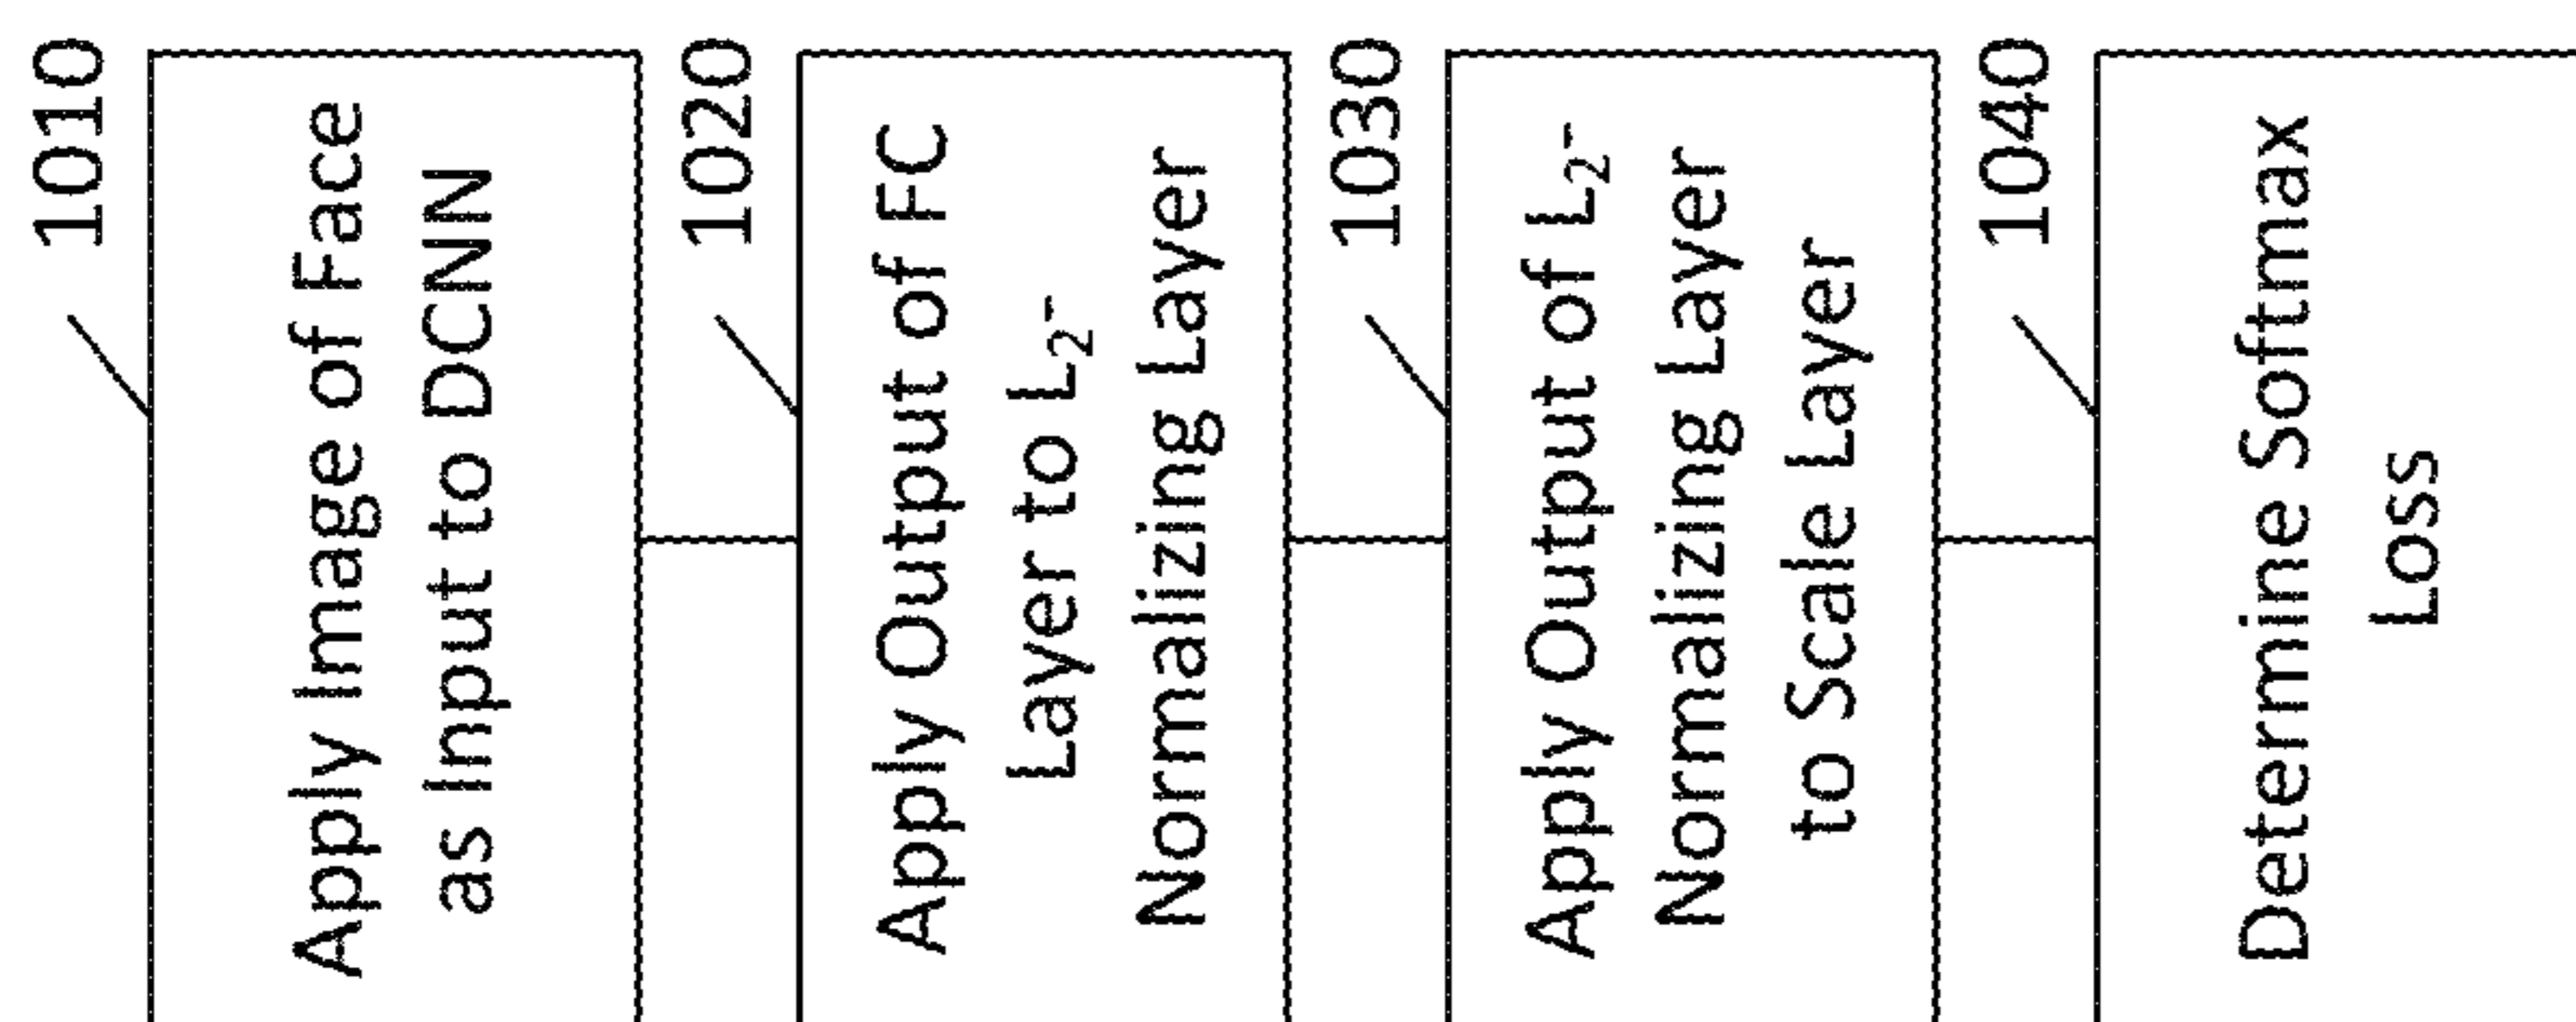 1010
Apply Image of Face
as Input to DCNN
1020
Apply Output of FC
Layer to L₂-
Normalizing Layer
1030
Apply Output of L₂-
Normalizing Layer
to Scale Layer
1040
Determine Softmax
Loss